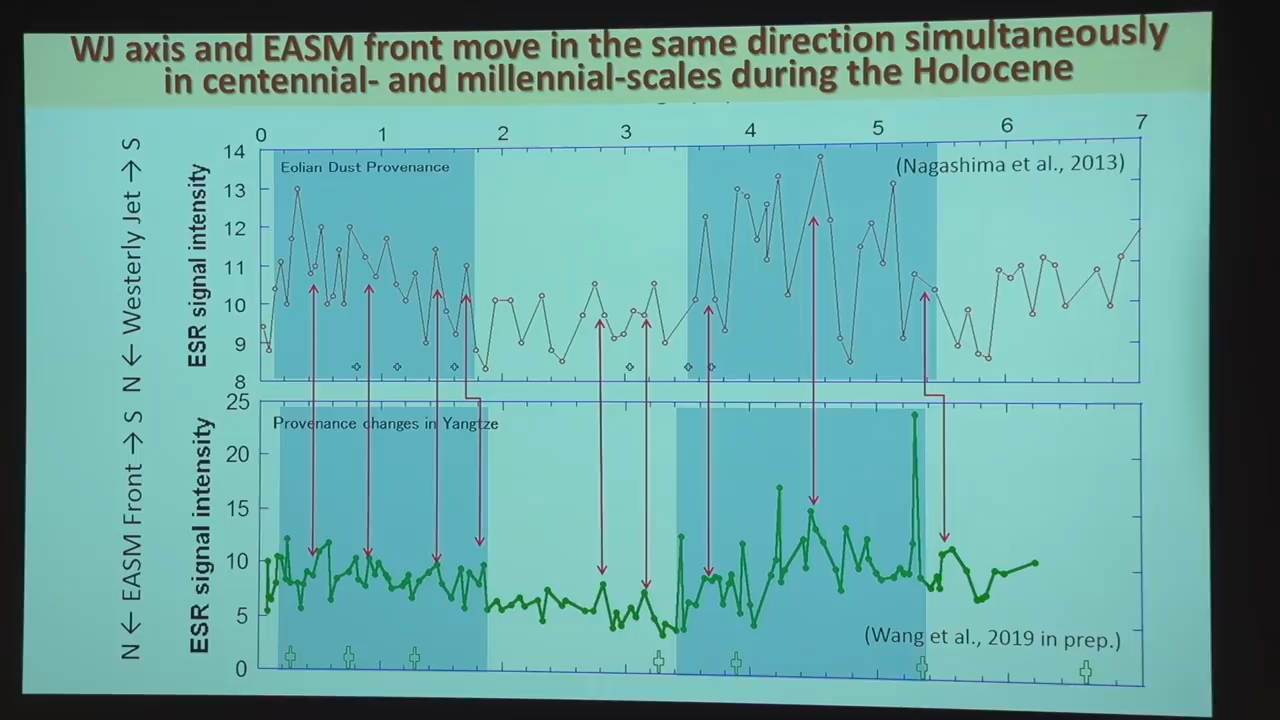 WJ axis and EASM front move in the same direction simultaneously
in centennial- and millennial-scales during the Holocene
0 1 2 3 4 5 6 7
N ← Westerly Jet → S
ESR signal intensity
14
13
12
11
10
9
8
Eolian Dust Provenance
(Nagashima et al., 2013)
N ← EASM Front → S
ESR signal intensity
25
20
15
10
5
0
Provenance changes in Yangtze
(Wang et al., 2019 in prep.)